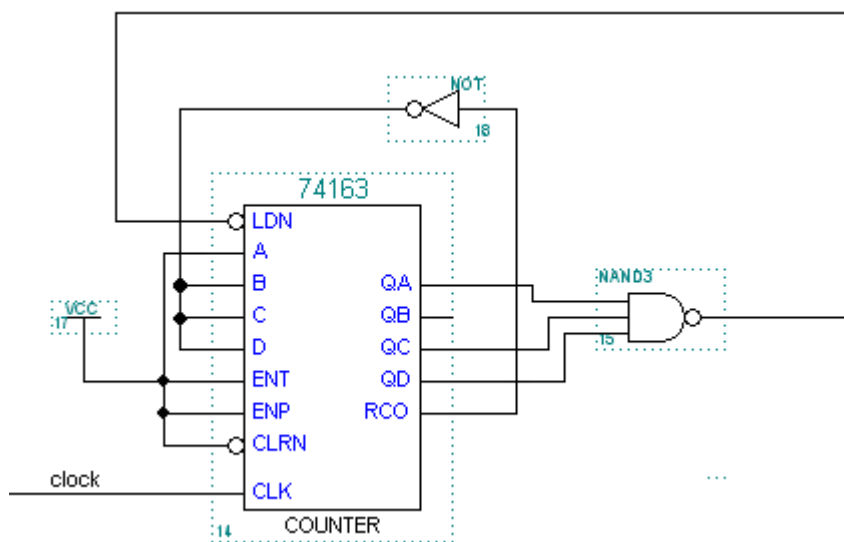 NOT
18
74163
LDN
A
B
C
D
ENT
ENP
CLRN
CLK
QA
QB
QC
QD
RCO
VCC
17
NAND3
15
clock
14
COUNTER